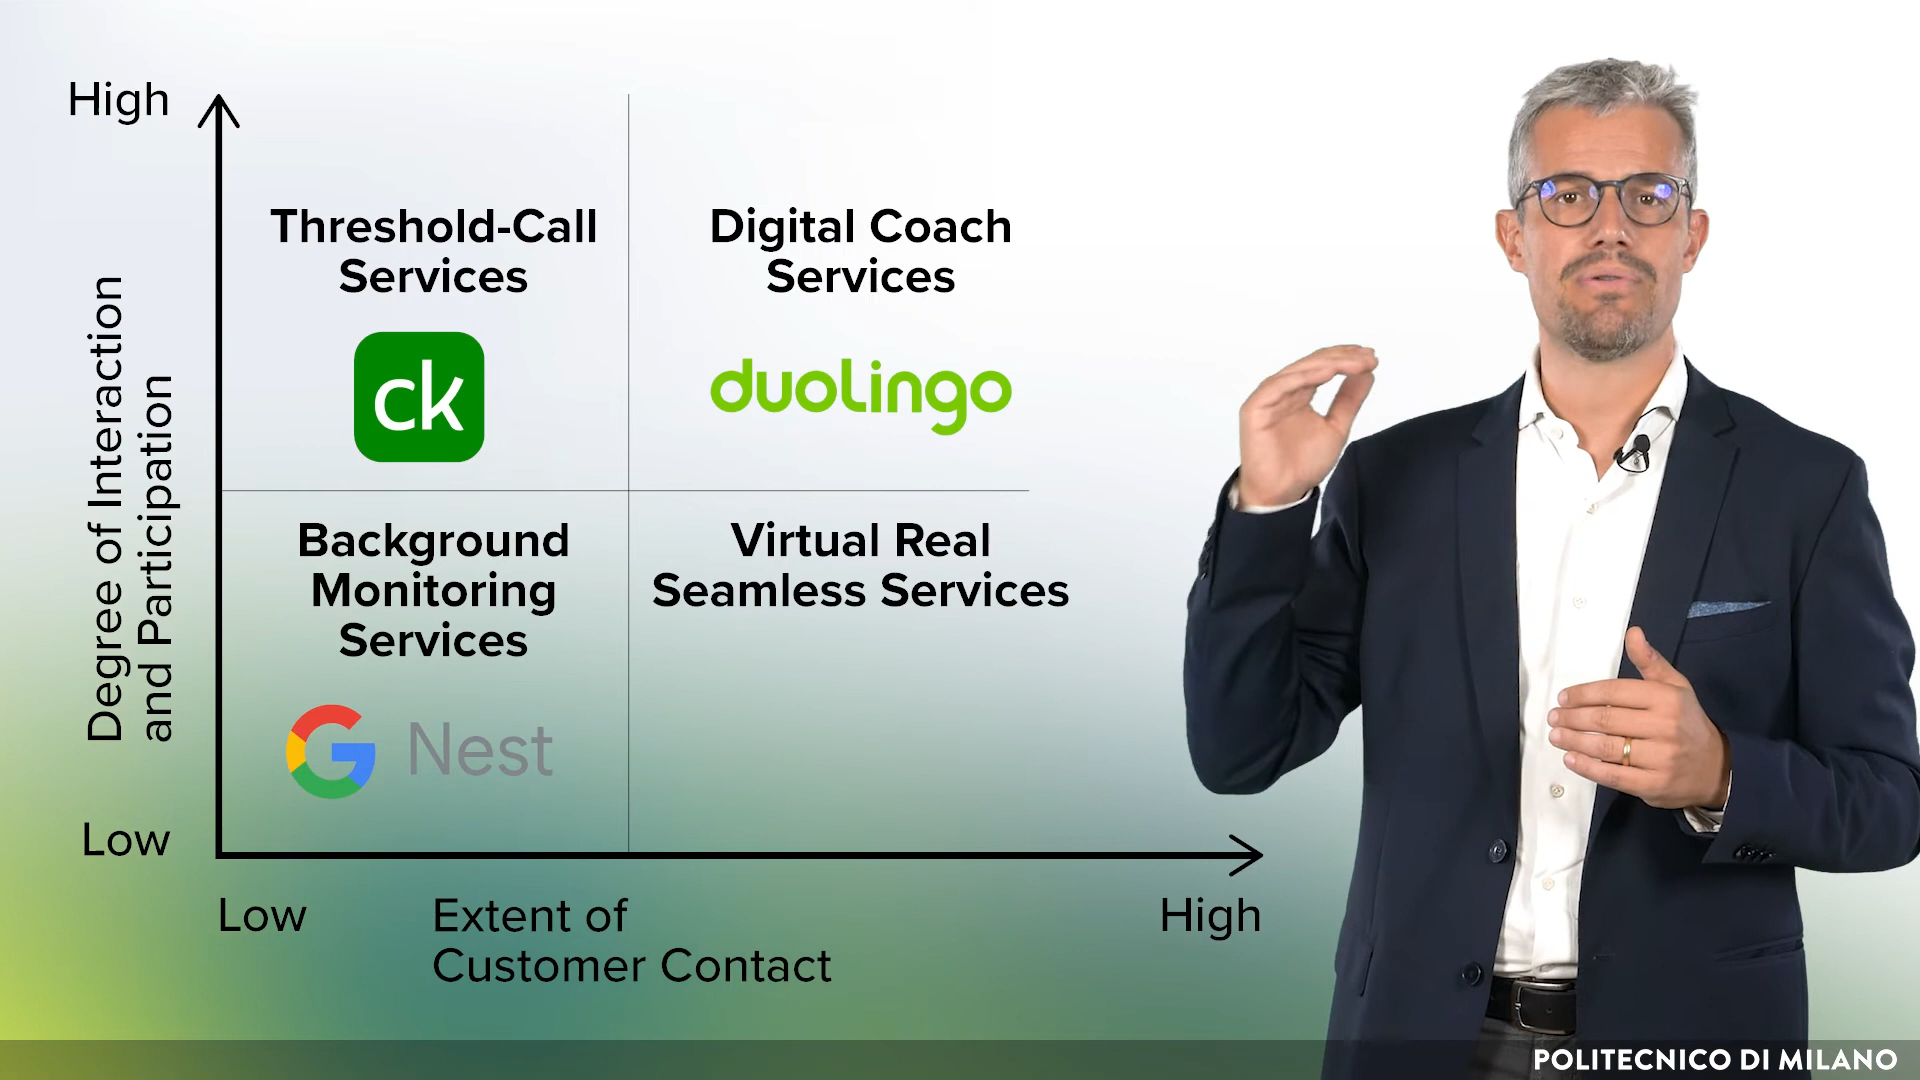 High
Threshold-Call
Services
Digital Coach
Services
ck
duolingo
Degree of Interaction
and Participation
Background
Monitoring
Services
Virtual Real
Seamless Services
G Nest
Low
Low
Extent of
Customer Contact
High
POLITECNICO DI MILANO